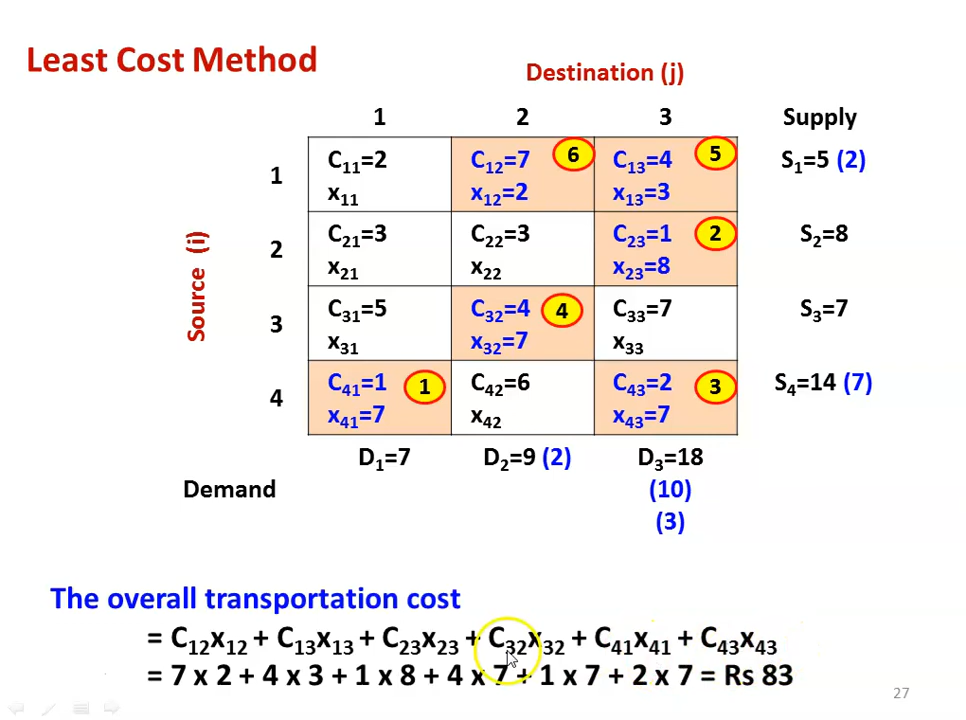 Least Cost Method
Destination (j)
1 2 3 Supply
Source (i)
1
C₁₁=2 C₁₂=7 6 C₁₃=4 5 S₁=5 (2)
x₁₁ x₁₂=2 x₁₃=3
2
C₂₁=3 C₂₂=3 C₂₃=1 2 S₂=8
x₂₁ x₂₂ x₂₃=8
3
C₃₁=5 C₃₂=4 4 C₃₃=7 S₃=7
x₃₁ x₃₂=7 x₃₃
4
C₄₁=1 1 C₄₂=6 C₄₃=2 3 S₄=14 (7)
x₄₁=7 x₄₂ x₄₃=7
D₁=7 D₂=9 (2) D₃=18
Demand (10)
(3)
The overall transportation cost
= C₁₂x₁₂ + C₁₃x₁₃ + C₂₃x₂₃ + C₃₂x₃₂ + C₄₁x₄₁ + C₄₃x₄₃
= 7 x 2 + 4 x 3 + 1 x 8 + 4 x 7 + 1 x 7 + 2 x 7 = Rs 83
27